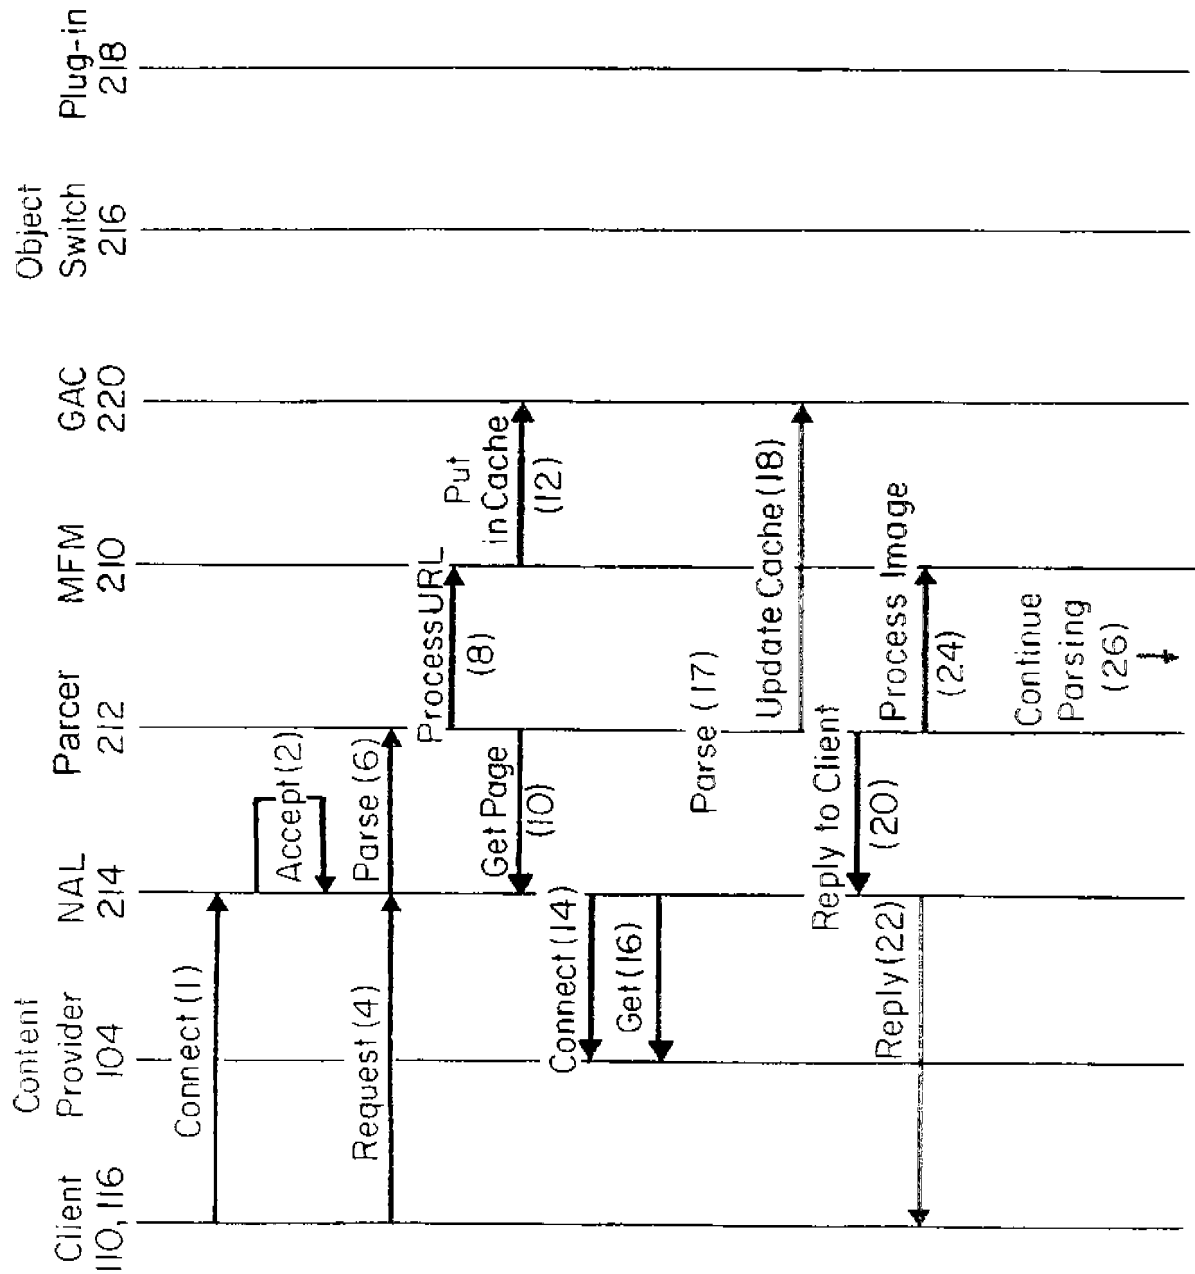 Client
110,116
Content
Provider
104
NAL
214
Parcer
212
MFM
210
GAC
220
Object
Switch
216
Plug-in
218
Connect (1)
Accept (2)
Request (4)
Parse (6)
Process URL
(8)
Get Page
(10)
Put
in Cache
(12)
Connect (14)
Get (16)
Parse (17)
Update Cache (18)
Reply to Client
(20)
Reply (22)
Process Image
(24)
Continue
Parsing
(26)